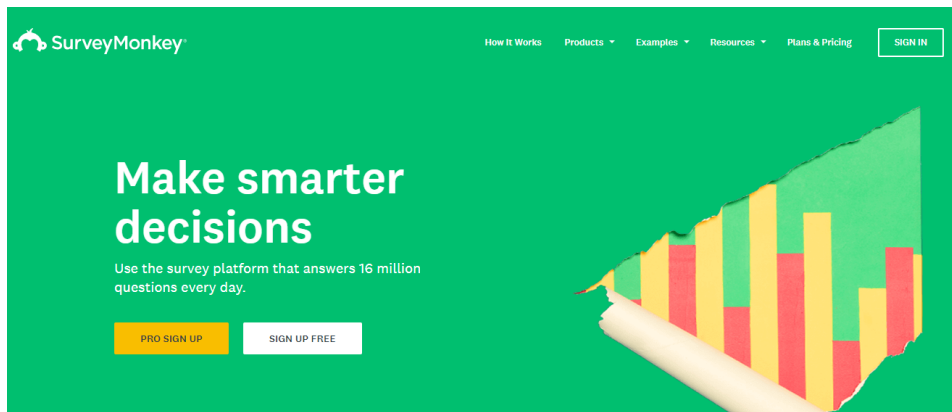 SurveyMonkey®
How It Works
Products
Examples
Resources
Plans & Pricing
SIGN IN
Make smarter
decisions
Use the survey platform that answers 16 million
questions every day.
PRO SIGN UP
SIGN UP FREE